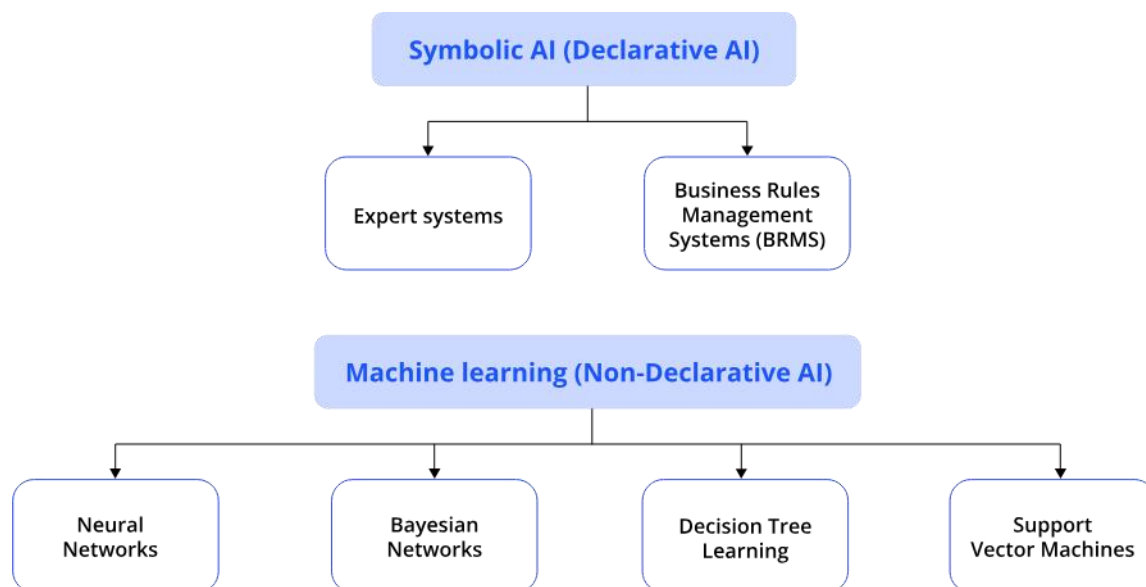 Symbolic AI (Declarative AI)
Expert systems
Business Rules
Management
Systems (BRMS)
Machine learning (Non-Declarative AI)
Neural
Networks
Bayesian
Networks
Decision Tree
Learning
Support
Vector Machines